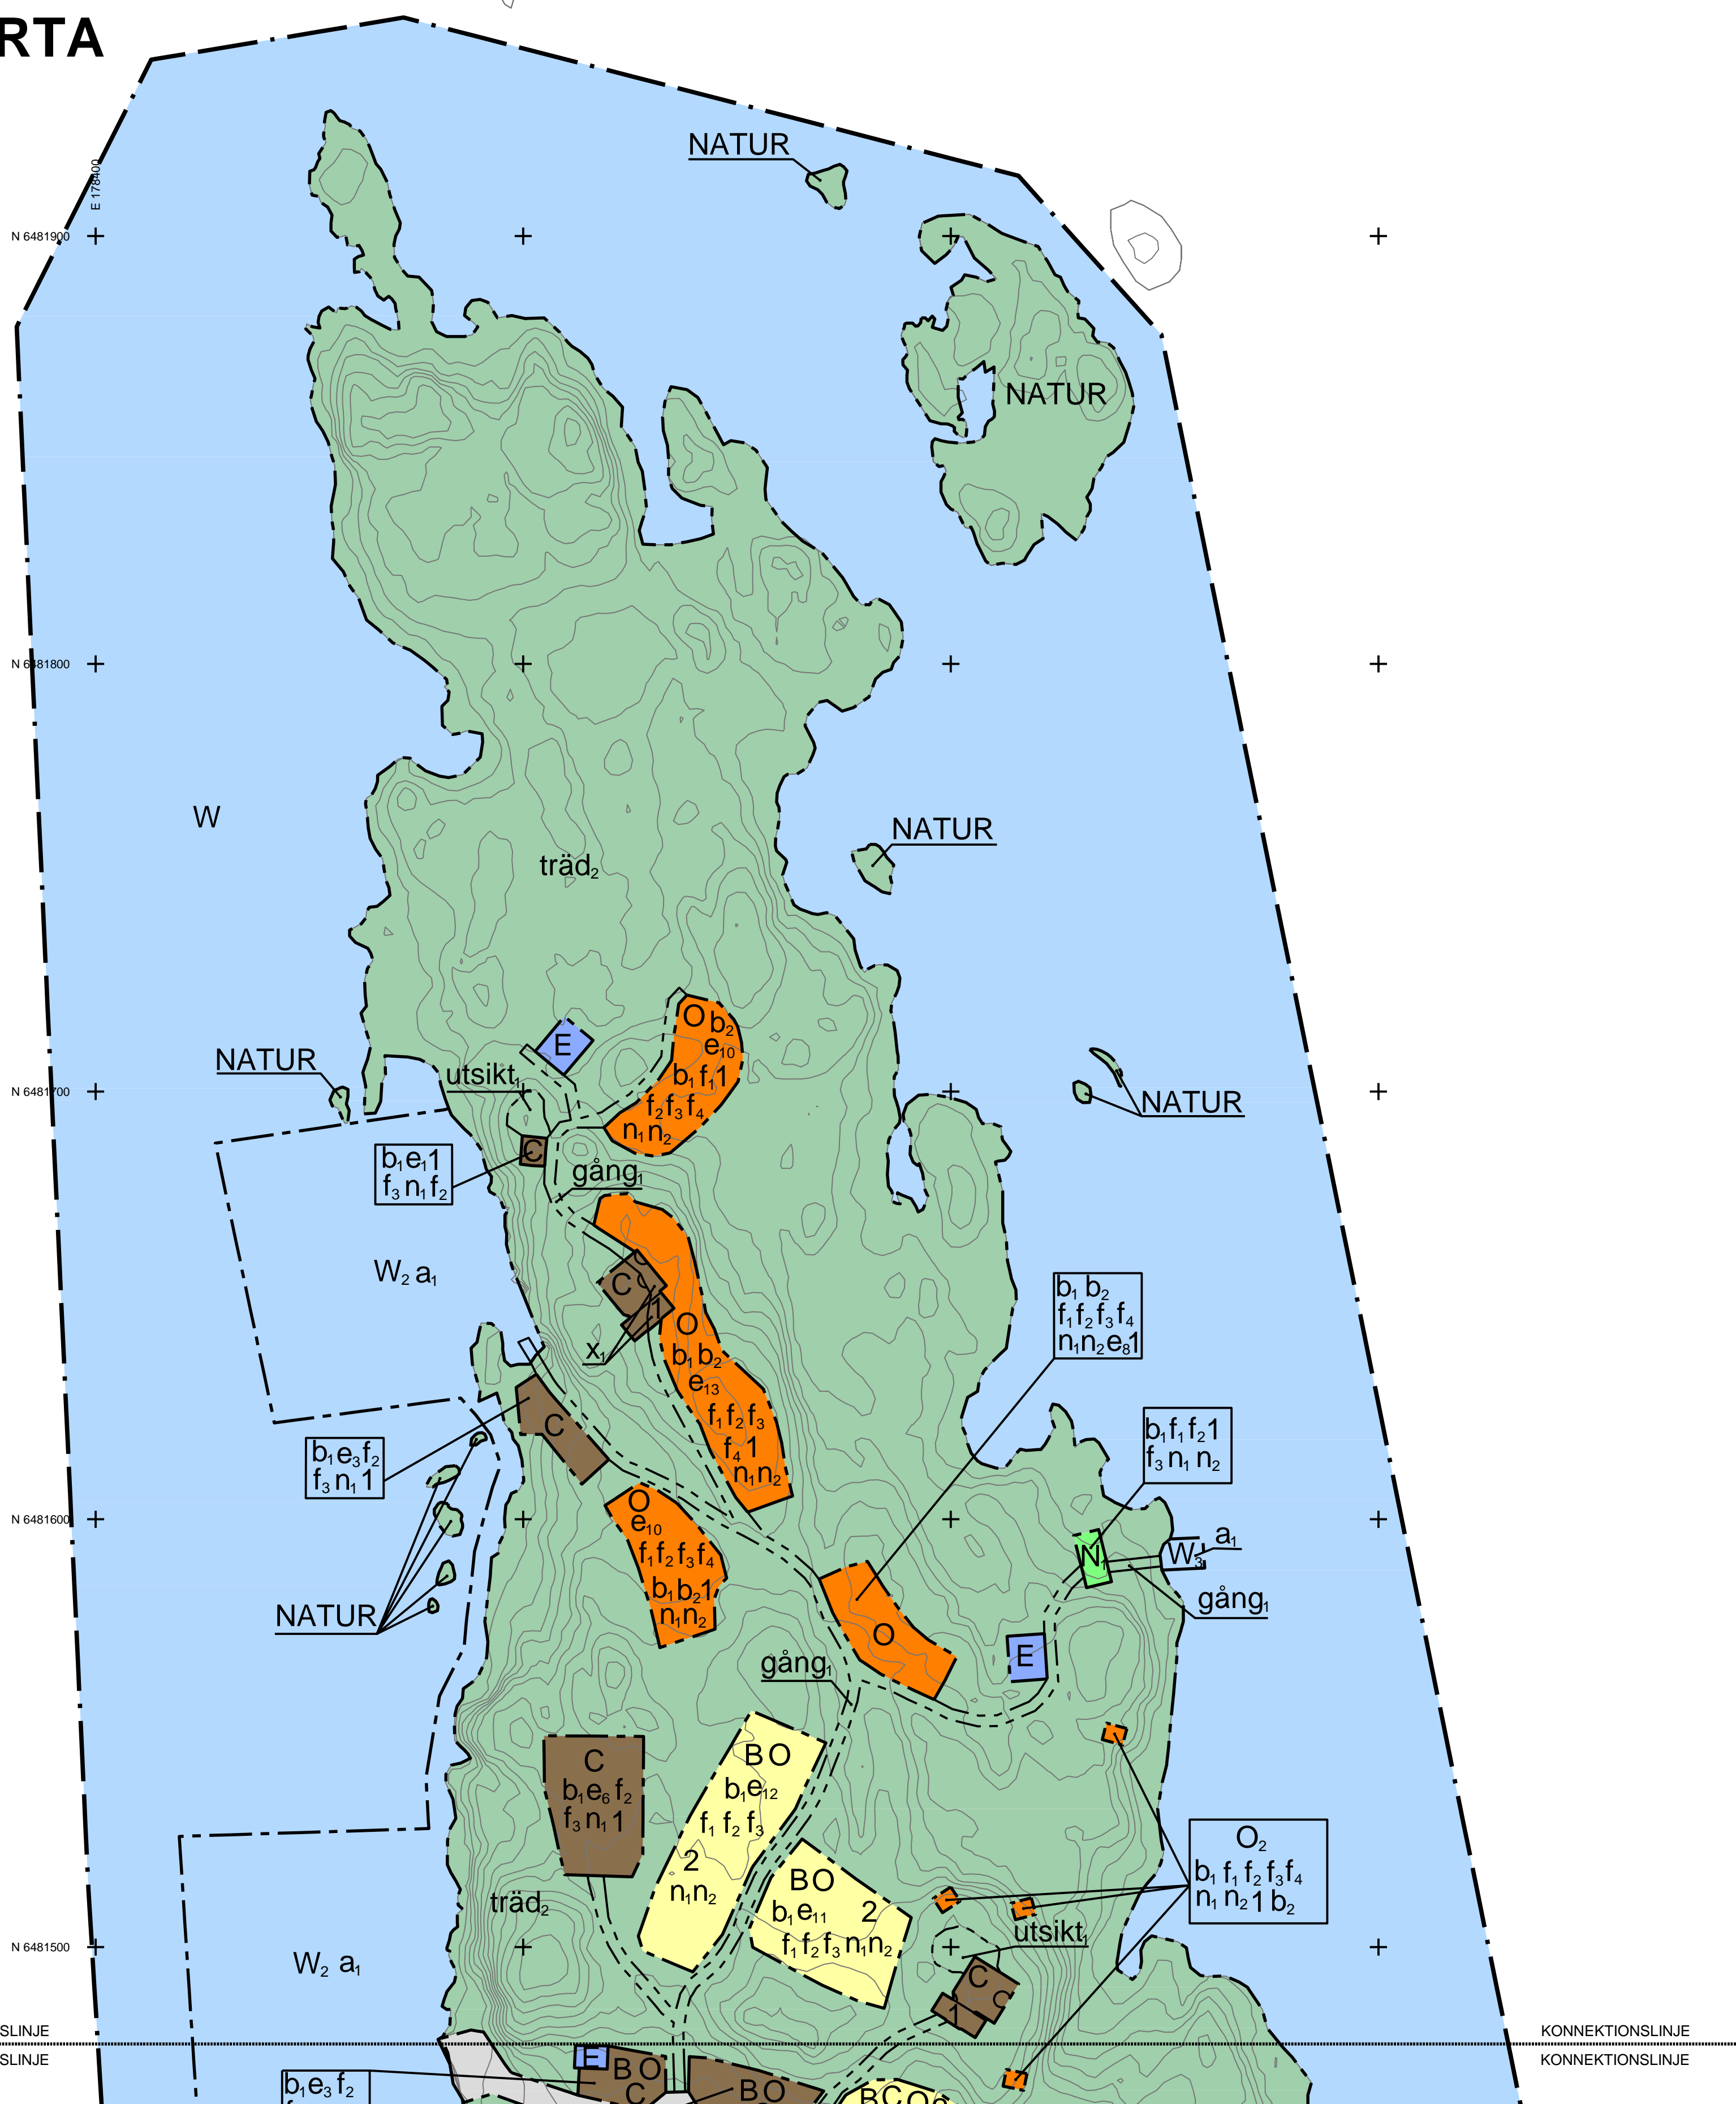 RTA
NATUR
E 178400
N 6481900
NATUR
N 6481800
W
NATUR
träd₂
O b₂
e₁₀
b₁ f₁ 1
f₂ f₃ f₄
n₁ n₂
E
NATUR
utsikt₁
N 6481700
NATUR
b₁ e₁ 1
f₃ n₁ f₂
C
gång₁
W₂ a₁
C
1
x₁
O
b₁ b₂
e₁₃
f₁ f₂ f₃
f₄ 1
n₁ n₂
b₁ b₂
f₁ f₂ f₃ f₄
n₁ n₂ e₈ 1
C
b₁ e₃ f₂
f₃ n₁ 1
b₁ f₁ f₂ 1
f₃ n₁ n₂
O
e₁₀
f₁ f₂ f₃ f₄
b₁ b₂ 1
n₁ n₂
N 6481600
N₁
W₃
a₁
gång₁
NATUR
O
E
gång₁
C
b₁ e₆ f₂
f₃ n₁ 1
B O
b₁ e₁₂
f₁ f₂ f₃
2
n₁ n₂
B O
b₁ e₁₁ 2
f₁ f₂ f₃ n₁ n₂
O₂
b₁ f₁ f₂ f₃ f₄
n₁ n₂ 1 b₂
träd₂
utsikt₁
N 6481500
W₂ a₁
C
C
1
SLINJE
KONNEKTIONSLINJE
SLINJE
KONNEKTIONSLINJE
E
B O
C
B O
b₁ e₃ f₂